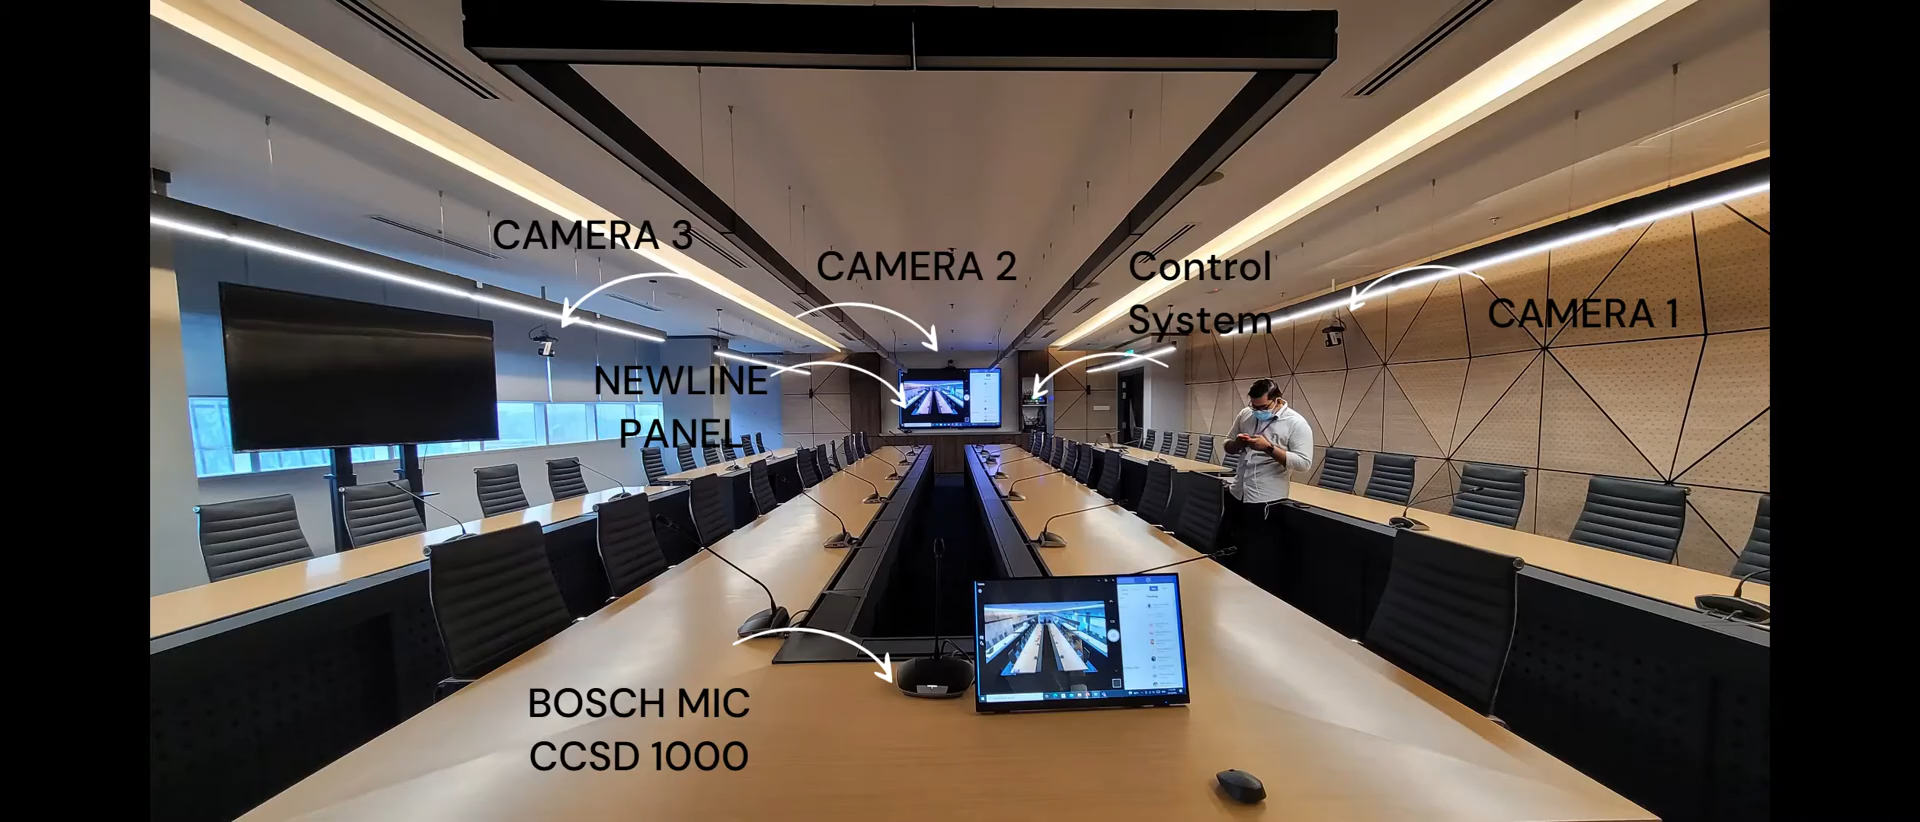 CAMERA 3
CAMERA 2
Control
System
CAMERA 1
NEWLINE
PANEL
BOSCH MIC
CCSD 1000